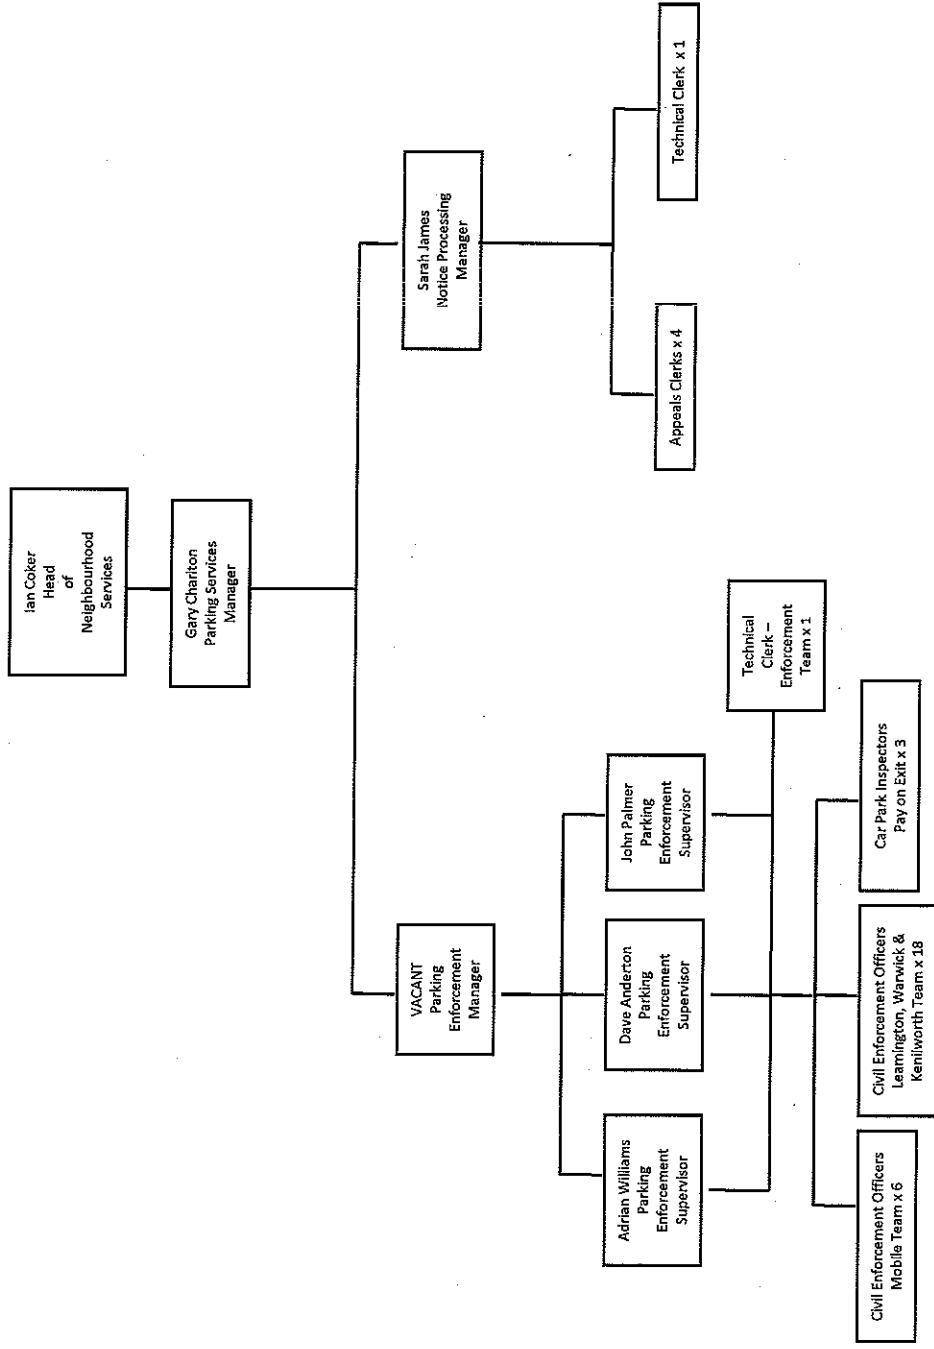 Ian Coker
Head
of
Neighbourhood
Services
Gary Charlton
Parking Services
Manager
VACANT
Parking
Enforcement
Manager
Sarah James
Notice Processing
Manager
Adrian Williams
Parking
Enforcement
Supervisor
Dave Anderton
Parking
Enforcement
Supervisor
John Palmer
Parking
Enforcement
Supervisor
Appeals Clerks x 4
Technical Clerk x 1
Technical
Clerk –
Enforcement
Team x 1
Civil Enforcement Officers
Mobile Team x 6
Civil Enforcement Officers
Leamington, Warwick &
Kenilworth Team x 18
Car Park Inspectors
Pay on Exit x 3